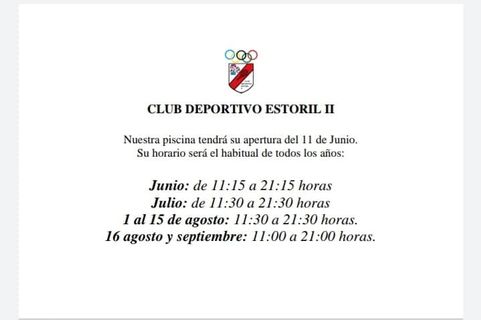 CLUB DEPORTIVO ESTORIL II
Nuestra piscina tendrá su apertura del 11 de Junio.
Su horario será el habitual de todos los años:
Junio: de 11:15 a 21:15 horas
Julio: de 11:30 a 21:30 horas
1 al 15 de agosto: 11:30 a 21:30 horas.
16 agosto y septiembre: 11:00 a 21:00 horas.